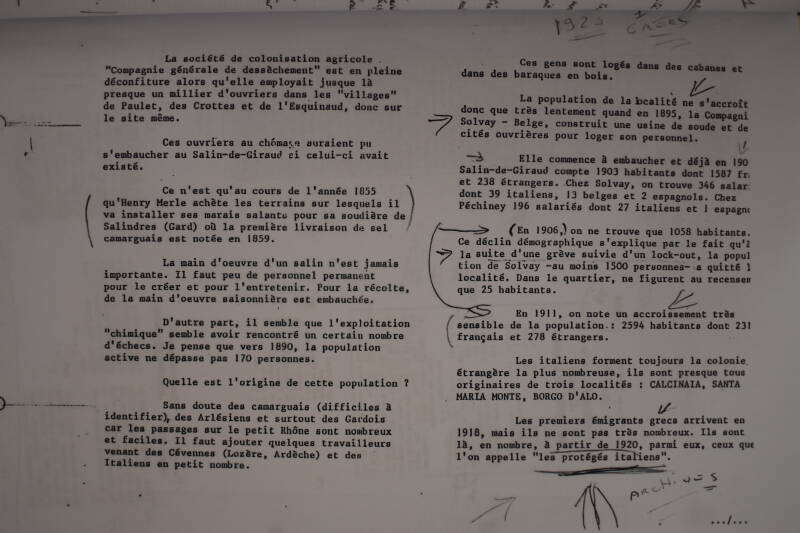 1920
GRECS
La société de colonisation agricole
"Compagnie générale de dessèchement" est en pleine
déconfiture alors qu'elle employait jusque là
presque un millier d'ouvriers dans les "villages"
de Paulet, des Crottes et de l'Esquinaud, donc sur
le site même.
Ces ouvriers au chômage auraient pu
s'embaucher au Salin-de-Giraud si celui-ci avait
existé.
Ce n'est qu'au cours de l'année 1855
qu'Henry Merle achète les terrains sur lesquels il
va installer ses marais salants pour sa soudière de
Salindres (Gard) où la première livraison de sel
camarguais est notée en 1859.
La main d'oeuvre d'un salin n'est jamais
importante. Il faut peu de personnel permanent
pour le créer et pour l'entretenir. Pour la récolte,
de la main d'oeuvre saisonnière est embauchée.
D'autre part, il semble que l'exploitation
"chimique" semble avoir rencontré un certain nombre
d'échecs. Je pense que vers 1890, la population
active ne dépasse pas 170 personnes.
Quelle est l'origine de cette population ?
Sans doute des camarguais (difficiles à
identifier), des Arlésiens et surtout des Gardois
car les passages sur le petit Rhône sont nombreux
et faciles. Il faut ajouter quelques travailleurs
venant des Cévennes (Lozère, Ardèche) et des
Italiens en petit nombre.
Ces gens sont logés dans des cabanes et
dans des baraques en bois.
La population de la localité ne s'accroît
donc que très lentement quand en 1895, la Compagni
Solvay - Belge, construit une usine de soude et de
cités ouvrières pour loger son personnel.
Elle commence à embaucher et déjà en 190
Salin-de-Giraud compte 1903 habitants dont 1587 fra
et 238 étrangers. Chez Solvay, on trouve 346 salari
dont 39 italiens, 13 belges et 2 espagnols. Chez
Péchiney 196 salariés dont 27 italiens et 1 espagno
(En 1906,) on ne trouve que 1058 habitants.
Ce déclin démographique s'explique par le fait qu'à
la suite d'une grève suivie d'un lock-out, la popul
tion de Solvay -au moins 1500 personnes- a quitté l
localité. Dans le quartier, ne figurent au recenseme
que 25 habitants.
En 1911, on note un accroissement très
sensible de la population : 2594 habitants dont 231
français et 278 étrangers.
Les italiens forment toujours la colonie
étrangère la plus nombreuse, ils sont presque tous
originaires de trois localités : CALCINAIA, SANTA
MARIA MONTE, BORGO D'ALO.
Les premiers émigrants grecs arrivent en
1918, mais ils ne sont pas très nombreux. Ils sont
là, en nombre, à partir de 1920, parmi eux, ceux que
l'on appelle "les protégés italiens".
ARCHIVES
.../...